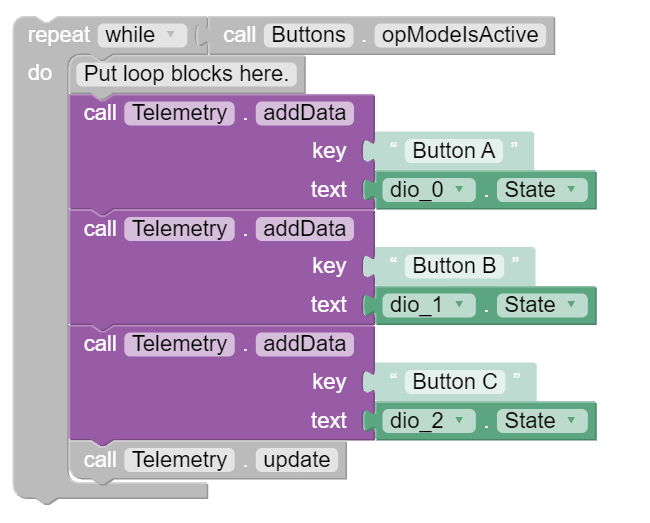 repeat while call Buttons . opModeIsActive
do Put loop blocks here.
call Telemetry . addData
key “ Button A ”
text dio_0 . State
call Telemetry . addData
key “ Button B ”
text dio_1 . State
call Telemetry . addData
key “ Button C ”
text dio_2 . State
call Telemetry . update